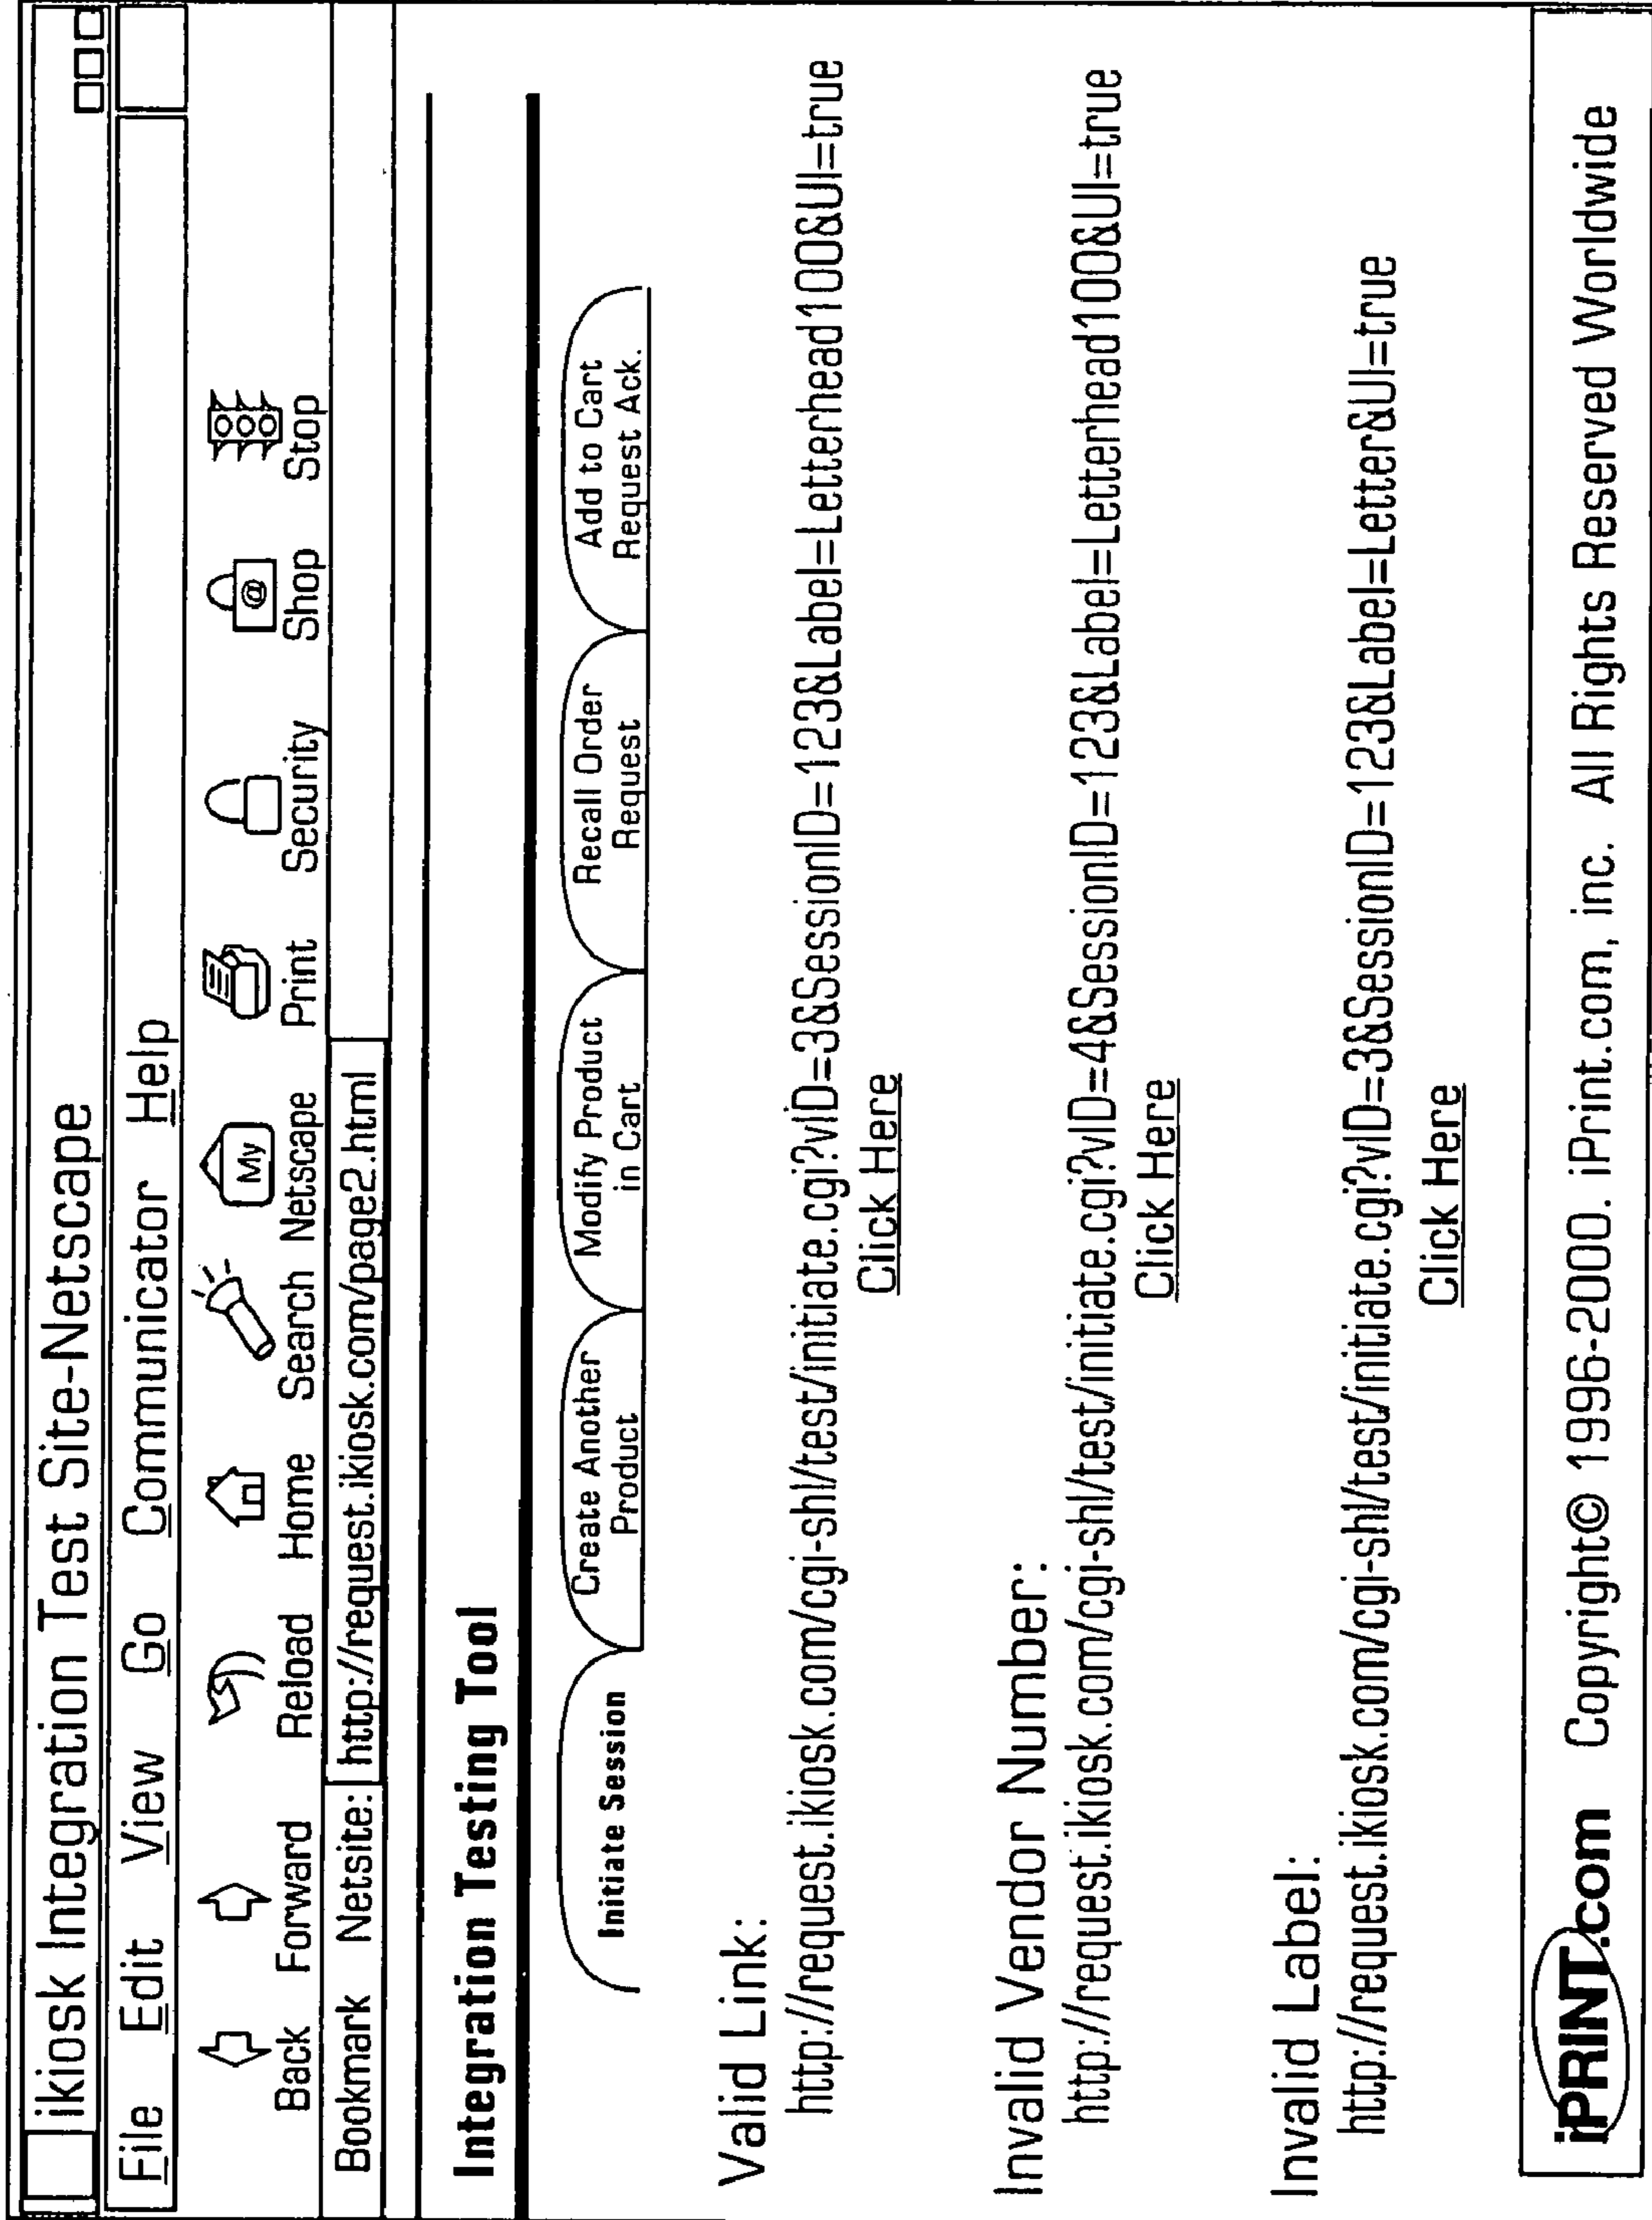 ikiosk Integration Test Site-Netscape
File Edit View Go Communicator Help
Back Forward Reload Home Search My Netscape Print Security @ Shop Stop
Bookmark Netsite: http://request.ikiosk.com/page2.html
Integration Testing Tool
Initiate Session
Create Another
Product
Modify Product
in Cart
Recall Order
Request
Add to Cart
Request Ack.
Valid Link:
http://request.ikiosk.com/cgi-shl/test/initiate.cgi?vID=3&SessionID=123&Label=Letterhead100&UI=true
Click Here
Invalid Vendor Number:
http://request.ikiosk.com/cgi-shl/test/initiate.cgi?vID=4&SessionID=123&Label=Letterhead100&UI=true
Click Here
Invalid Label:
http://request.ikiosk.com/cgi-shl/test/initiate.cgi?vID=3&SessionID=123&Label=Letter&UI=true
Click Here
iPRINT.com Copyright© 1996-2000. iPrint.com, inc. All Rights Reserved Worldwide